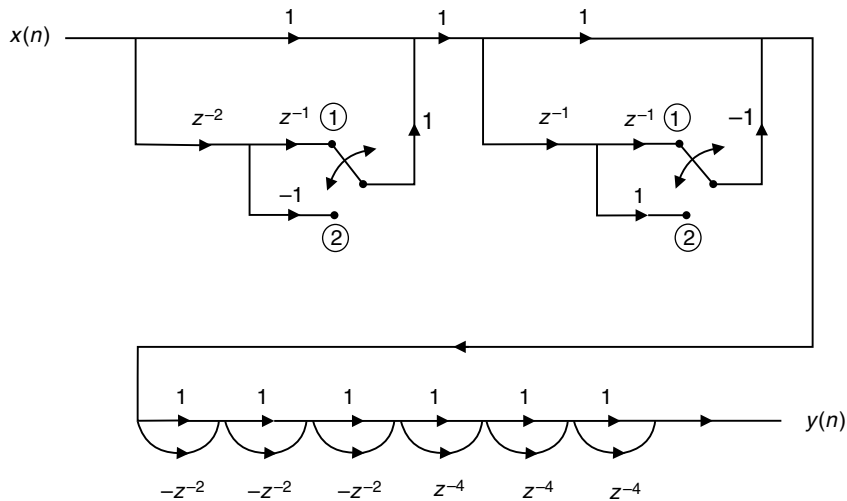 1 1 1
x(n)
z⁻² z⁻¹ 1 1 z⁻¹ z⁻¹ 1 –1
–1 1
2 2
1 1 1 1 1 1
y(n)
–z⁻² –z⁻² –z⁻² z⁻⁴ z⁻⁴ z⁻⁴